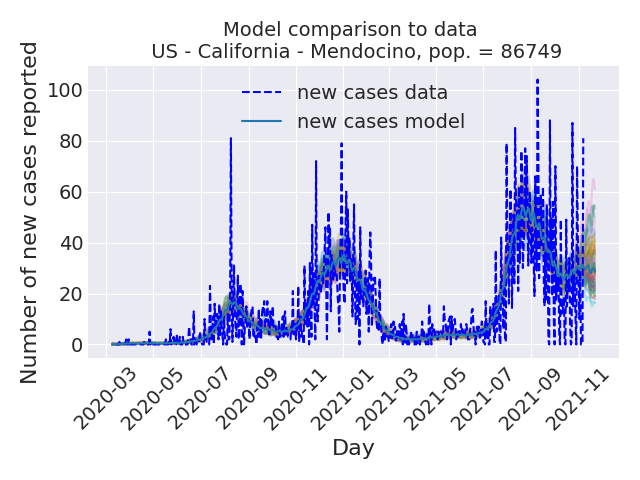 Model comparison to data
US - California - Mendocino, pop. = 86749
new cases data
new cases model
Number of new cases reported
100
80
60
40
20
0
2020-03
2020-05
2020-07
2020-09
2020-11
2021-01
2021-03
2021-05
2021-07
2021-09
2021-11
Day